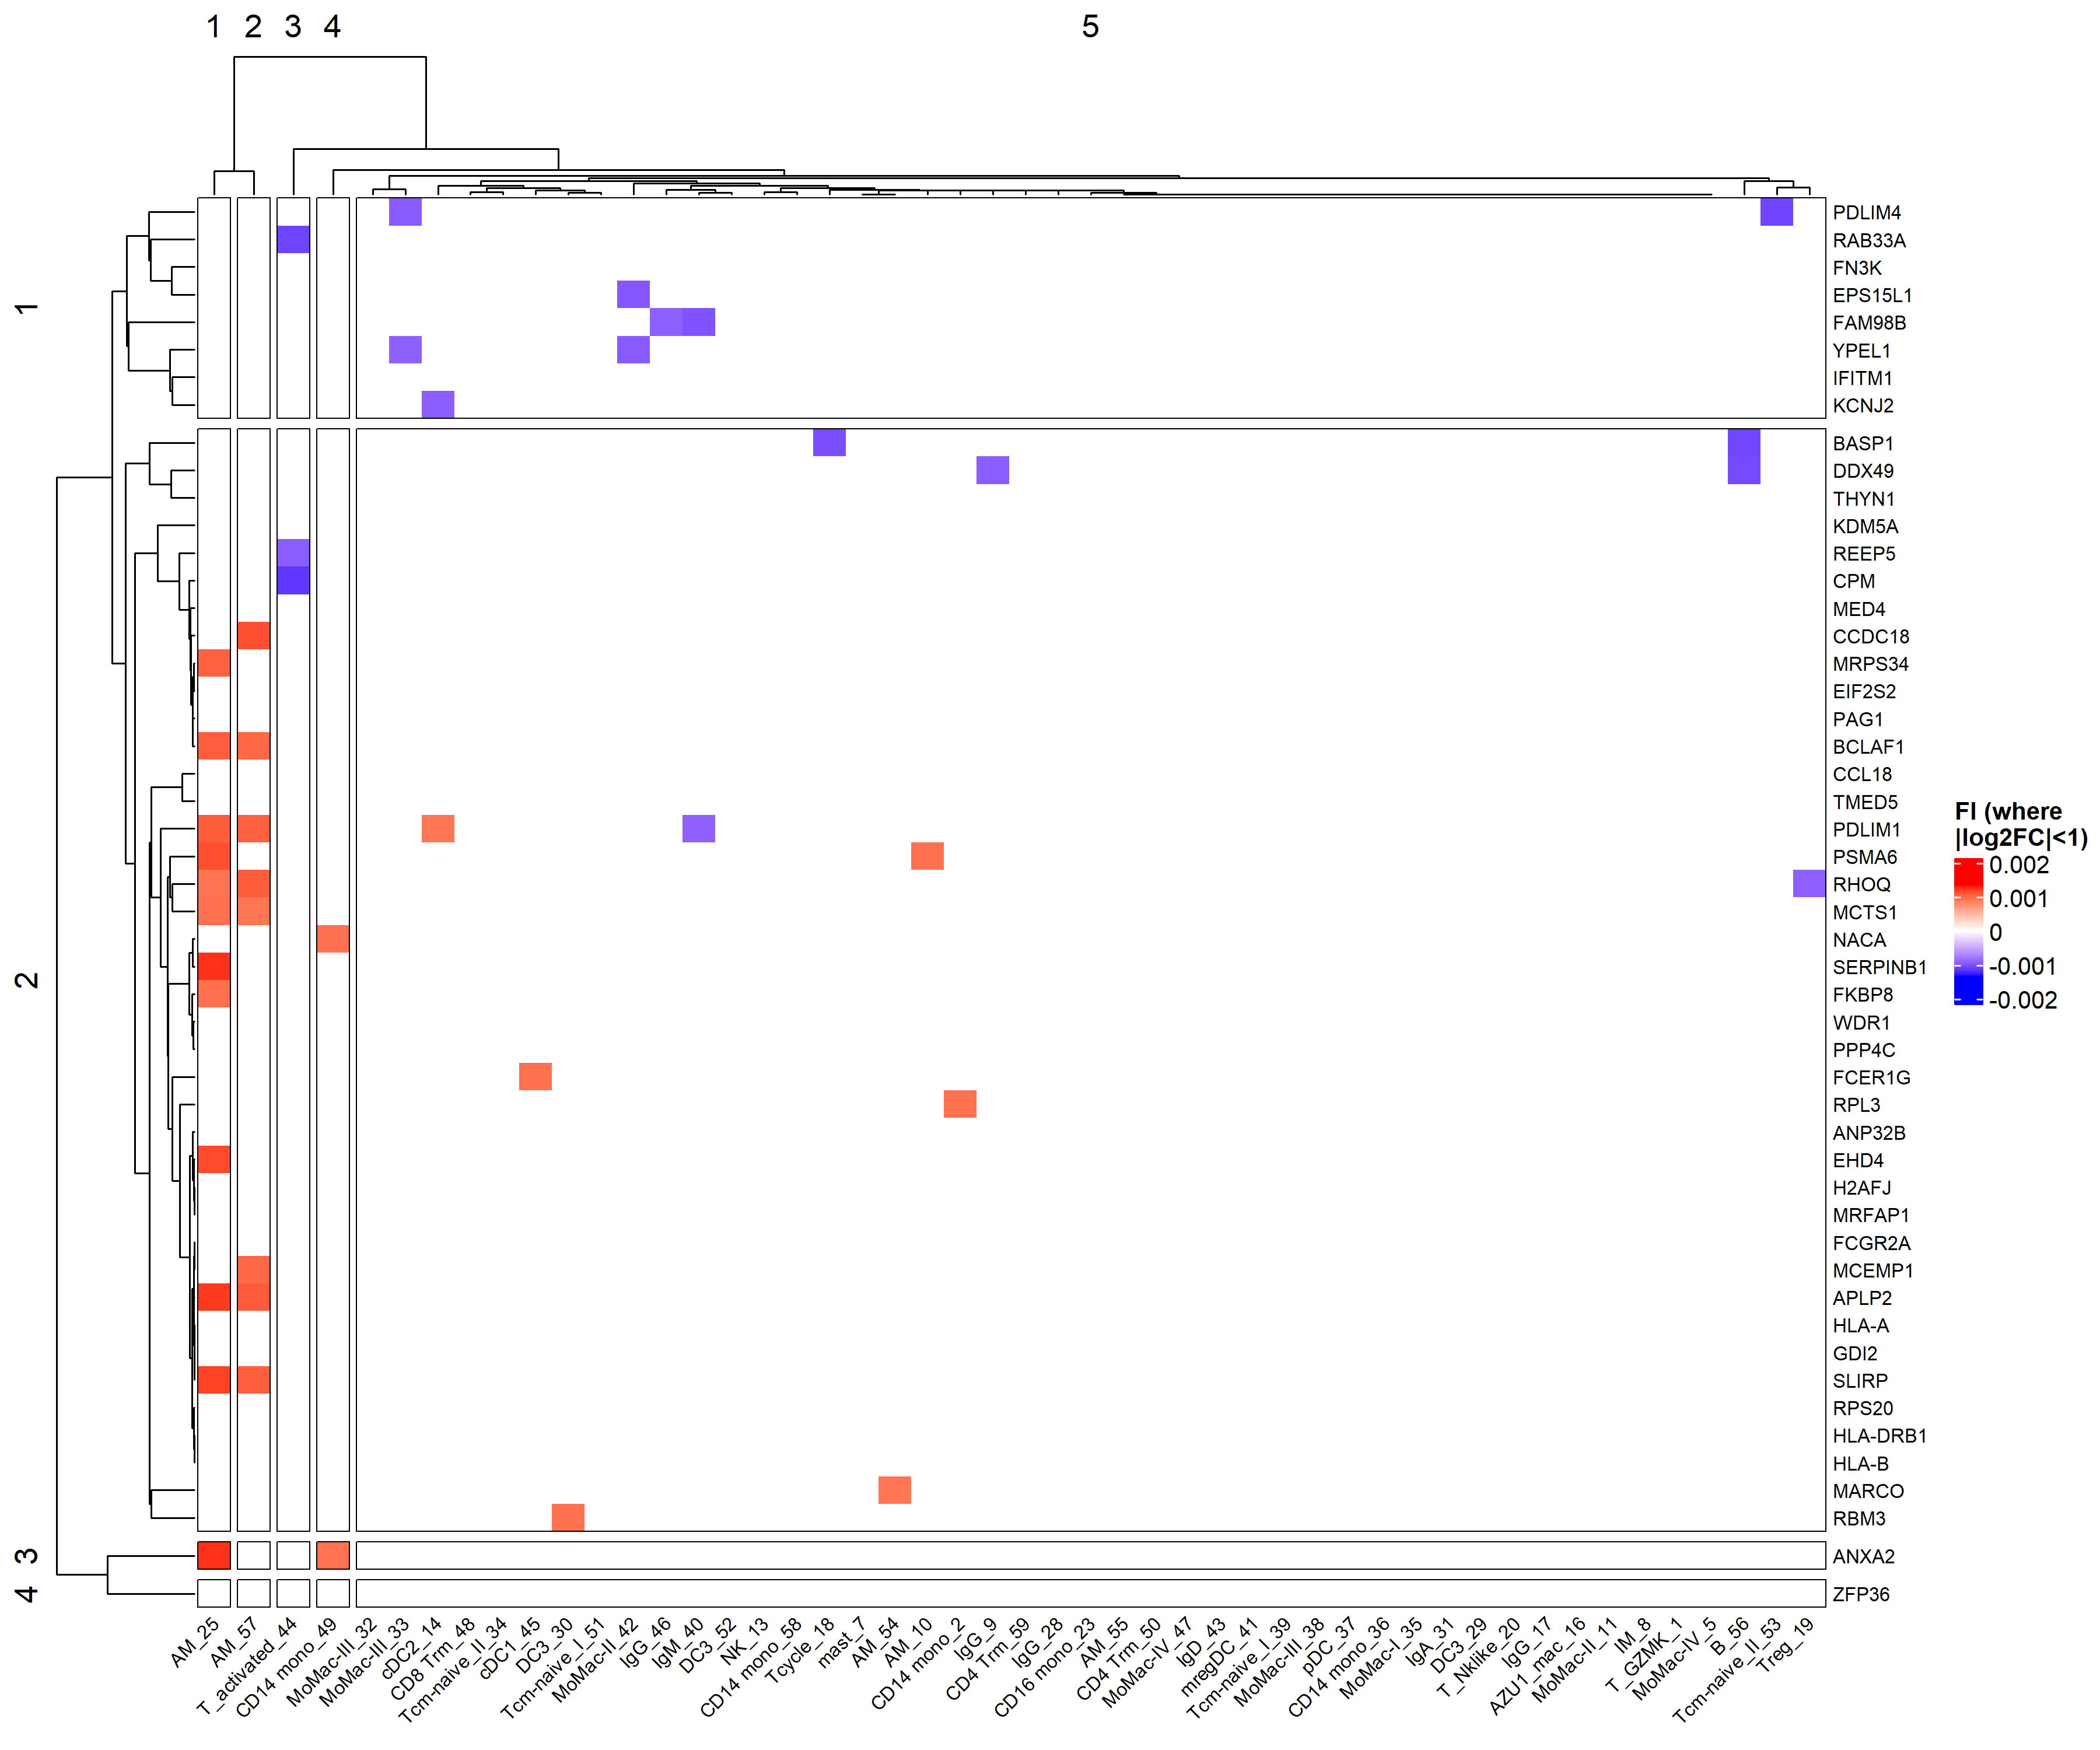 1 2 3 4 5
1
2
3
4
PDLIM4
RAB33A
FN3K
EPS15L1
FAM98B
YPEL1
IFITM1
KCNJ2
BASP1
DDX49
THYN1
KDM5A
REEP5
CPM
MED4
CCDC18
MRPS34
EIF2S2
PAG1
BCLAF1
CCL18
TMED5
PDLIM1
PSMA6
RHOQ
MCTS1
NACA
SERPINB1
FKBP8
WDR1
PPP4C
FCER1G
RPL3
ANP32B
EHD4
H2AFJ
MRFAP1
FCGR2A
MCEMP1
APLP2
HLA-A
GDI2
SLIRP
RPS20
HLA-DRB1
HLA-B
MARCO
RBM3
ANXA2
ZFP36
FI (where
|log2FC|<1)
0.002
0.001
0
-0.001
-0.002
AM_25
AM_57
T_activated_44
CD14 mono_49
MoMac-III_32
MoMac-III_33
cDC2_14
CD8 Trm_48
Tcm-naive_II_34
cDC1_45
DC3_30
Tcm-naive_I_51
MoMac-II_42
IgG_46
IgM_40
DC3_52
NK_13
CD14 mono_58
Tcycle_18
mast_7
AM_54
AM_10
CD14 mono_2
IgG_9
CD4 Trm_59
IgG_28
CD16 mono_23
AM_55
CD4 Trm_50
MoMac-IV_47
IgD_43
mregDC_41
Tcm-naive_I_39
MoMac-III_38
pDC_37
CD14 mono_36
MoMac-I_35
IgA_31
DC3_29
T_Nklike_20
IgG_17
AZU1_mac_16
MoMac-II_11
IM_8
T_GZMK_1
MoMac-IV_5
B_56
Tcm-naive_II_53
Treg_19